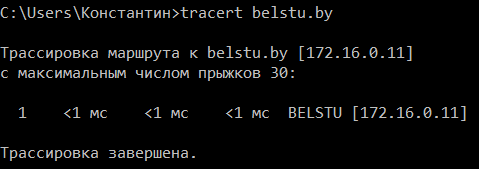 C:\Users\Константин>tracert belstu.by
Трассировка маршрута к belstu.by [172.16.0.11]
с максимальным числом прыжков 30:
1 <1 мс <1 мс <1 мс BELSTU [172.16.0.11]
Трассировка завершена.